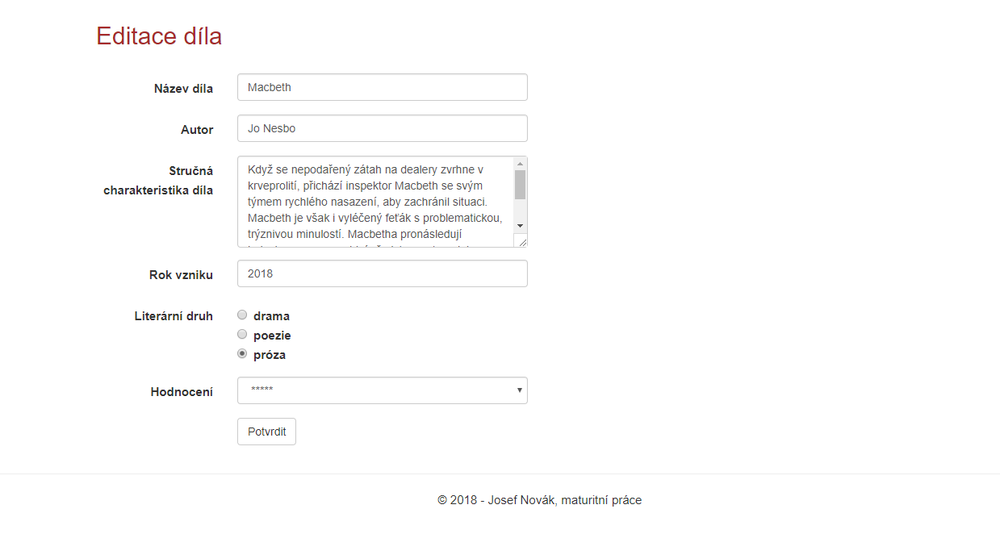 Editace díla
Název díla
Macbeth
Autor
Jo Nesbo
Stručná
charakteristika díla
Když se nepodařený zátah na dealery zvrhne v
krveprolití, přichází inspektor Macbeth se svým
týmem rychlého nasazení, aby zachránil situaci.
Macbeth je však i vyléčený feťák s problematickou,
trýznivou minulostí. Macbetha pronásledují
Rok vzniku
2018
Literární druh
drama
poezie
próza
Hodnocení
*****
Potvrdit
© 2018 - Josef Novák, maturitní práce